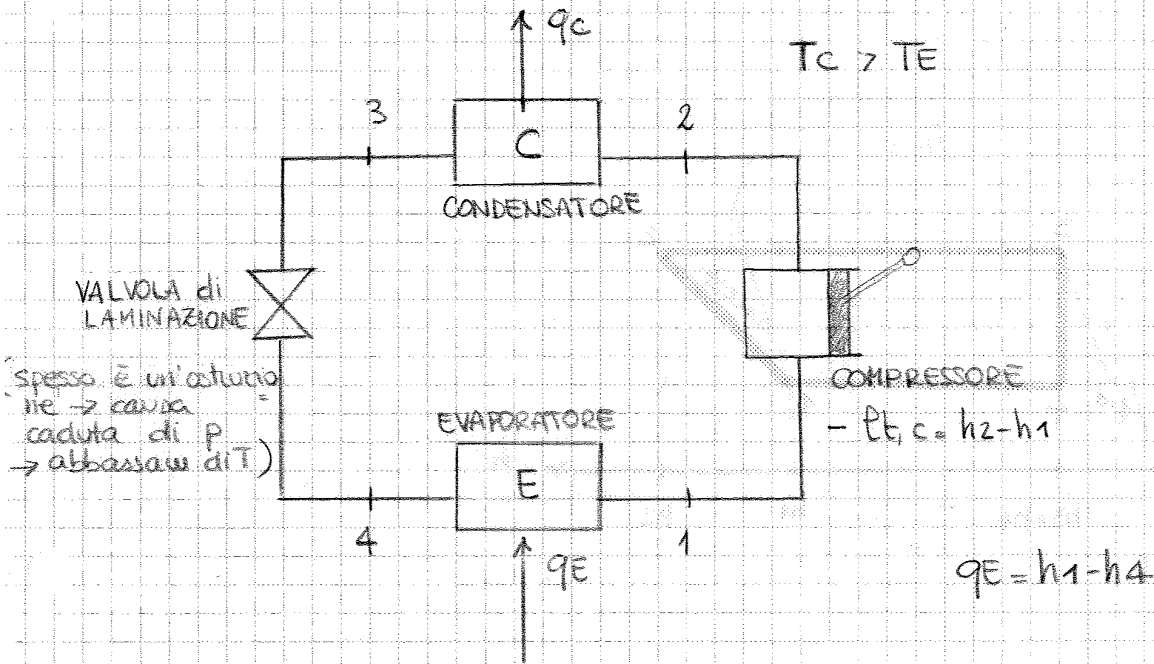 qc
Tc > TE
3
2
C
CONDENSATORE
VALVOLA di
LAMINAZIONE
(spesso è un'ostruzio=
ne → causa
caduta di p
→ abbassam di T)
COMPRESSORE
- lt,c = h2-h1
EVAPORATORE
E
4
1
qE
qE = h1-h4